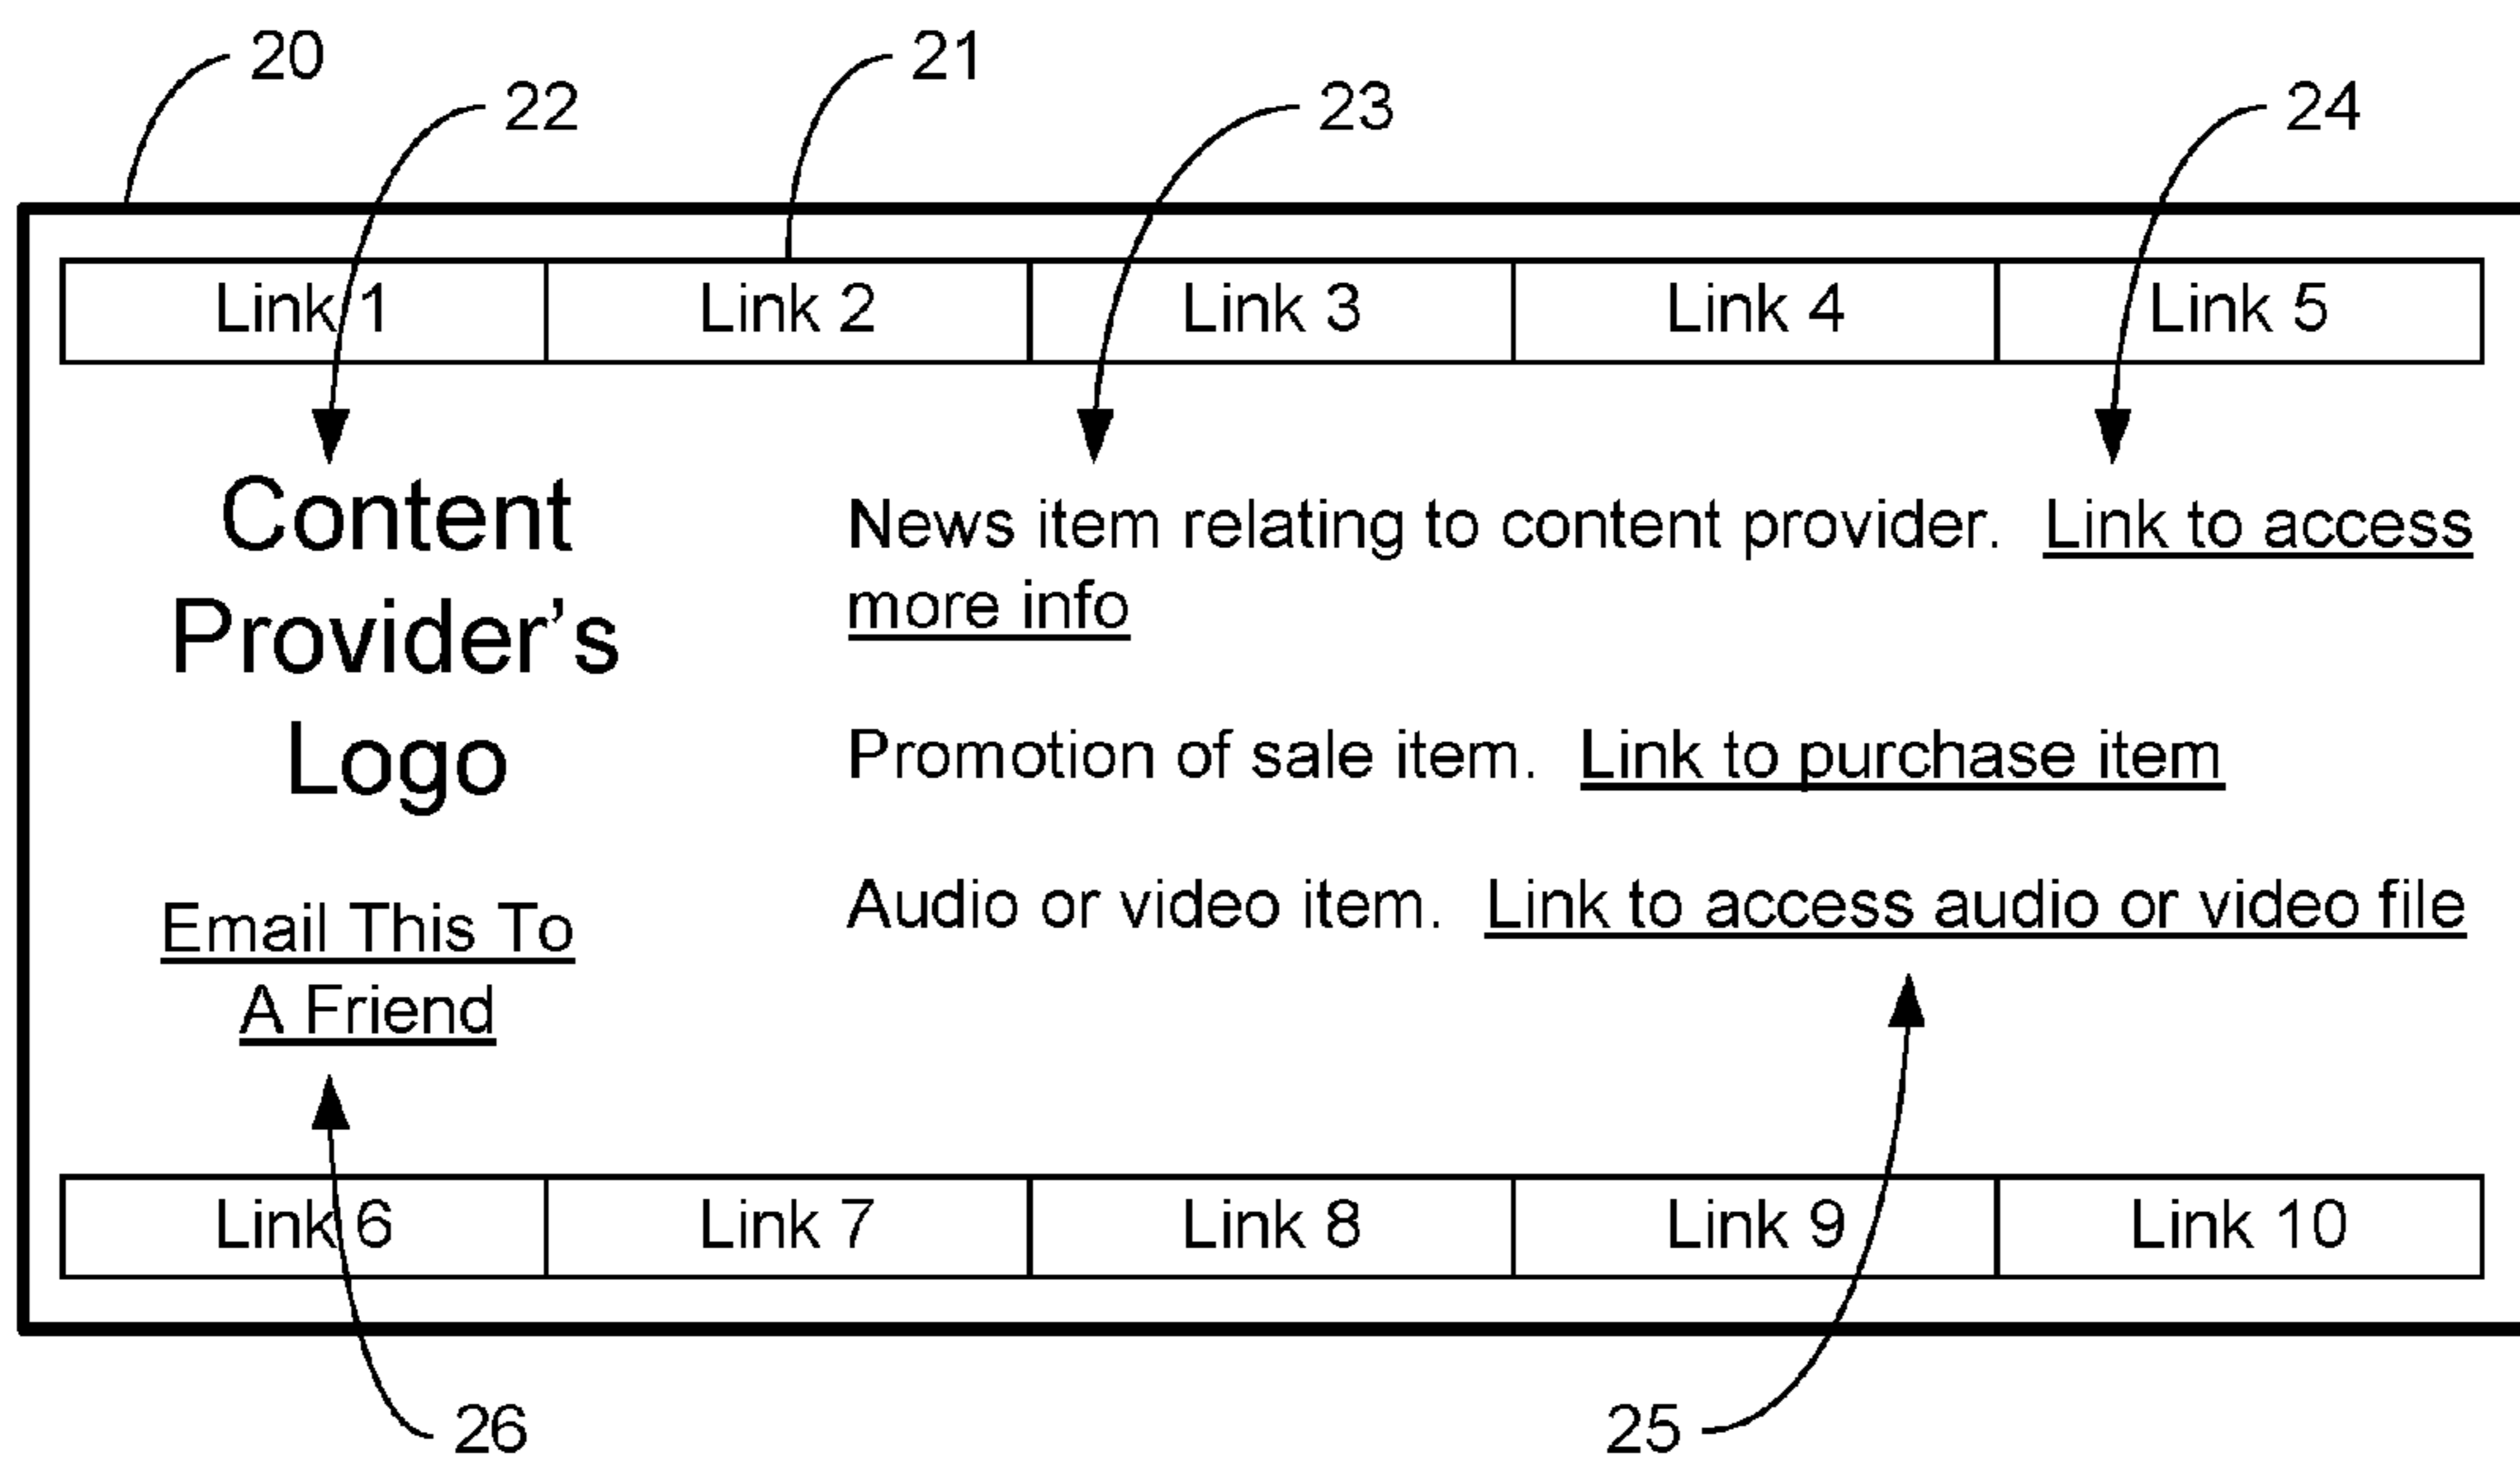 20
21
22
23
24
Link 1
Link 2
Link 3
Link 4
Link 5
Content
Provider's
Logo
News item relating to content provider. Link to access
more info
Promotion of sale item. Link to purchase item
Audio or video item. Link to access audio or video file
Email This To
A Friend
Link 6
Link 7
Link 8
Link 9
Link 10
26
25